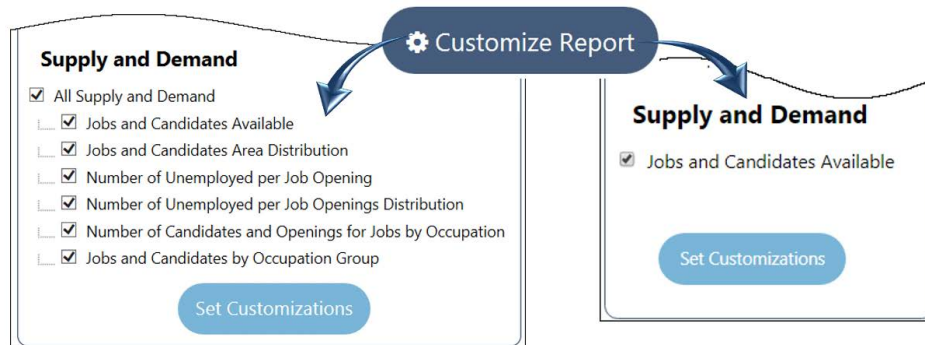 Customize Report
Supply and Demand
All Supply and Demand
Jobs and Candidates Available
Jobs and Candidates Area Distribution
Number of Unemployed per Job Opening
Number of Unemployed per Job Openings Distribution
Number of Candidates and Openings for Jobs by Occupation
Jobs and Candidates by Occupation Group
Set Customizations
Supply and Demand
Jobs and Candidates Available
Set Customizations